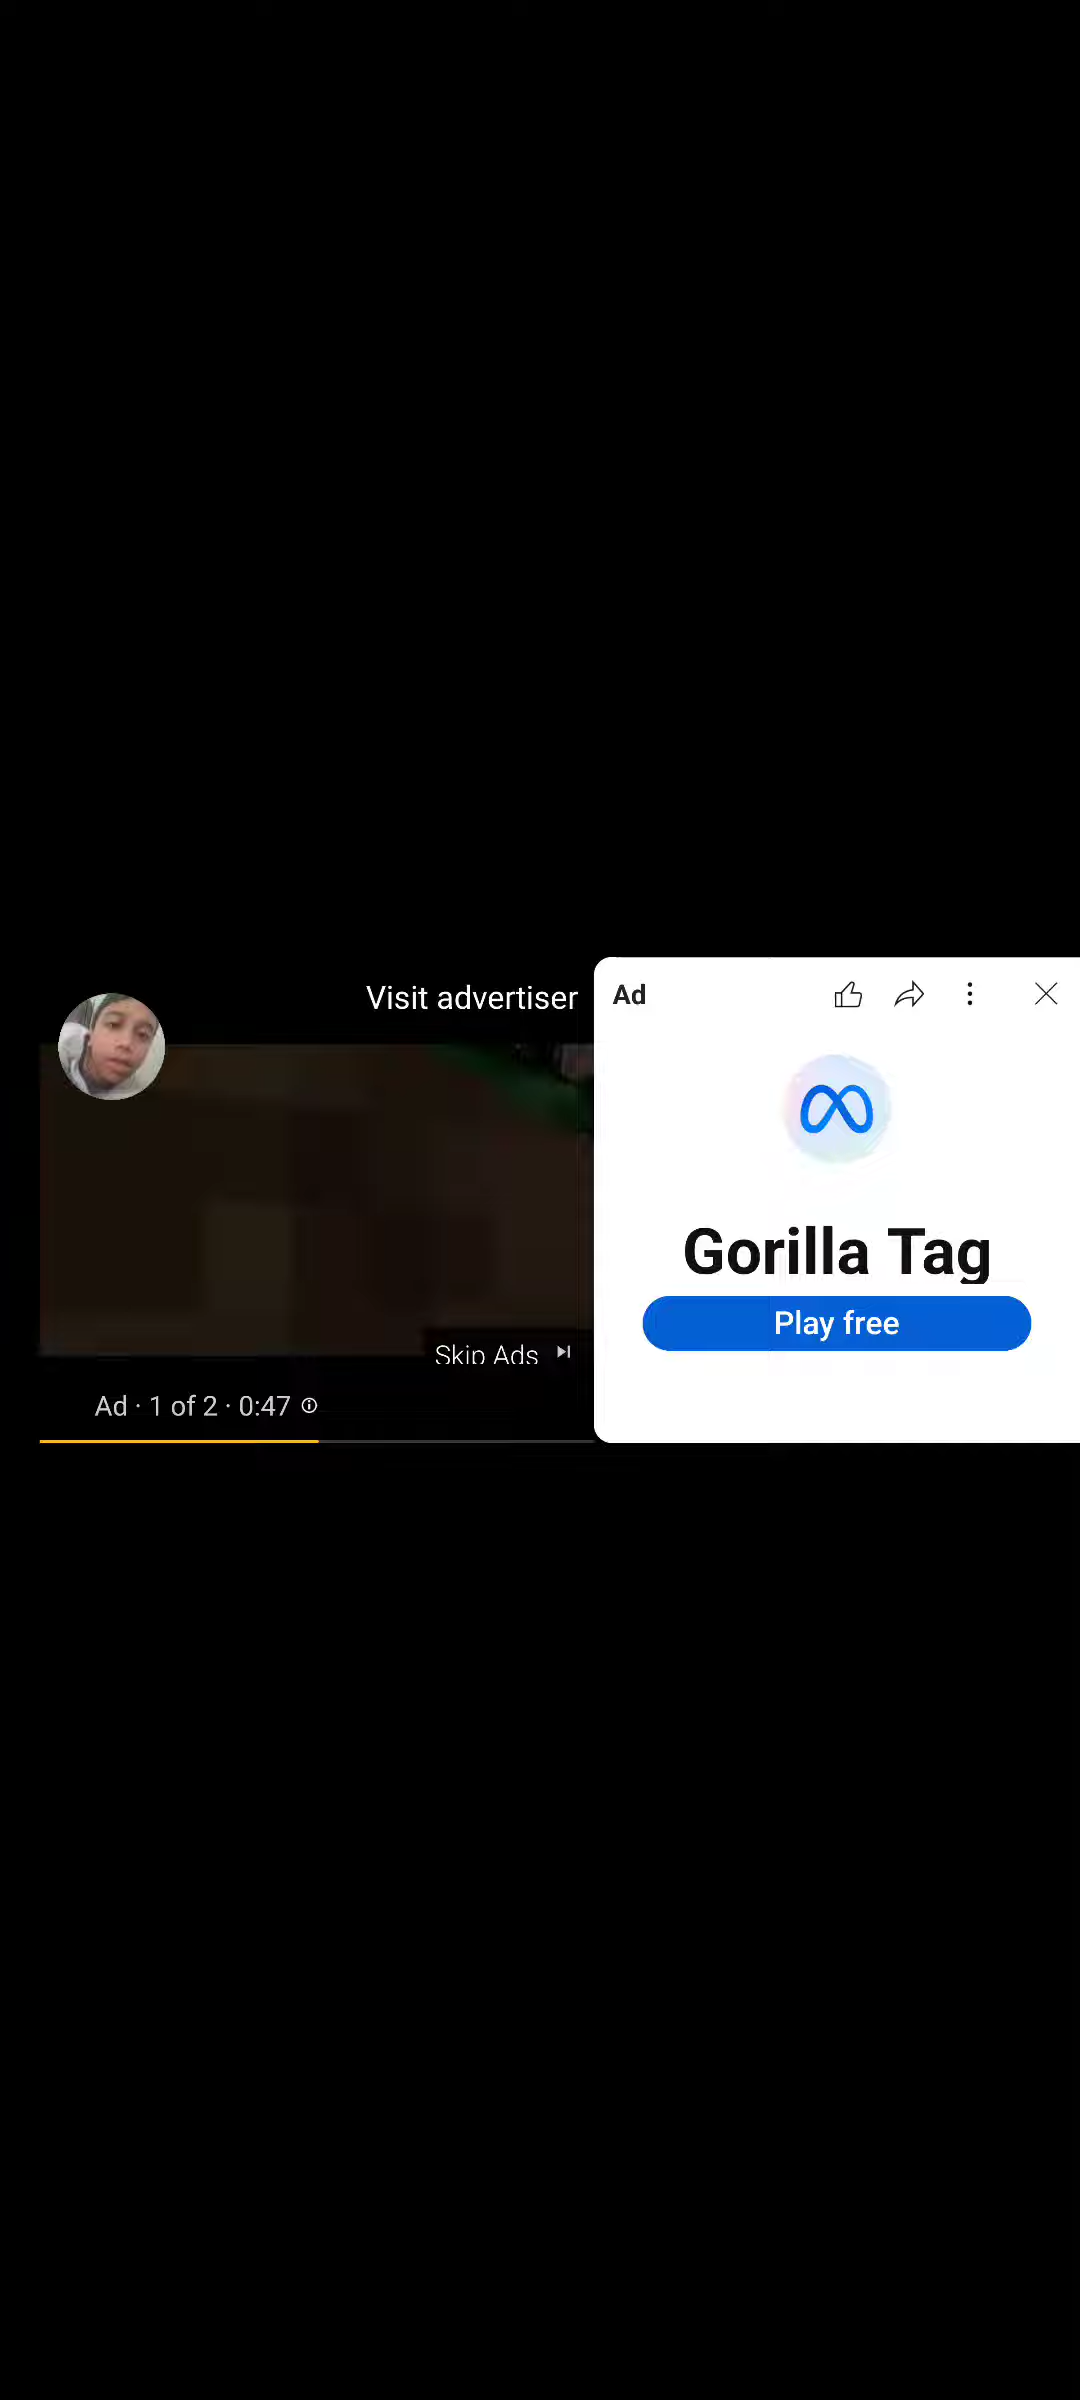 Visit advertiser
Ad
Gorilla Tag
Play free
Skip Ads
Ad · 1 of 2 · 0:47